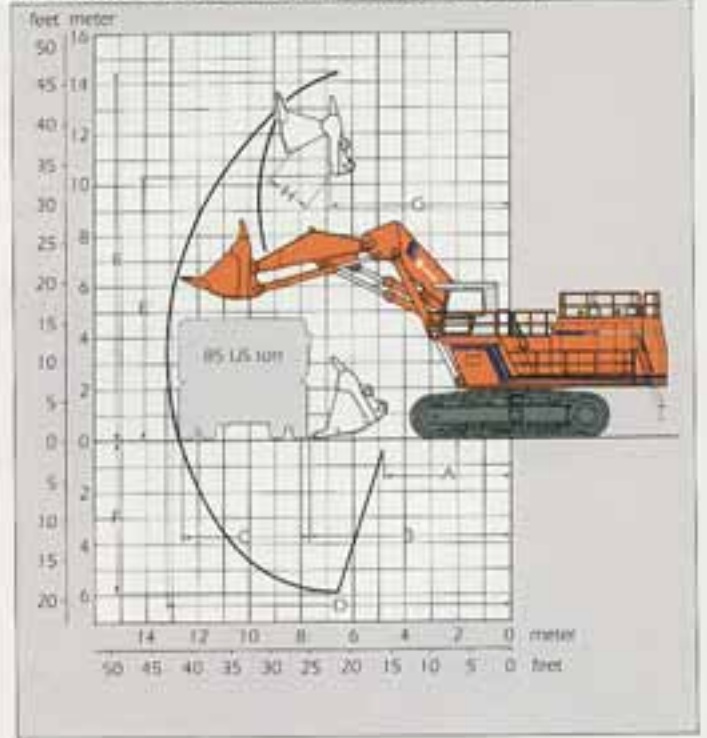 feet meter
50 16
45 14
40 12
35 10
30
25 8
20 6
15 4
10
5 2
0 0
5 2
10 4
15
20 6
H
G
E
E
85 US ton
A
C
F
D
14 12 10 8 6 4 2 0 meter
50 45 40 35 30 25 20 15 10 5 0 feet